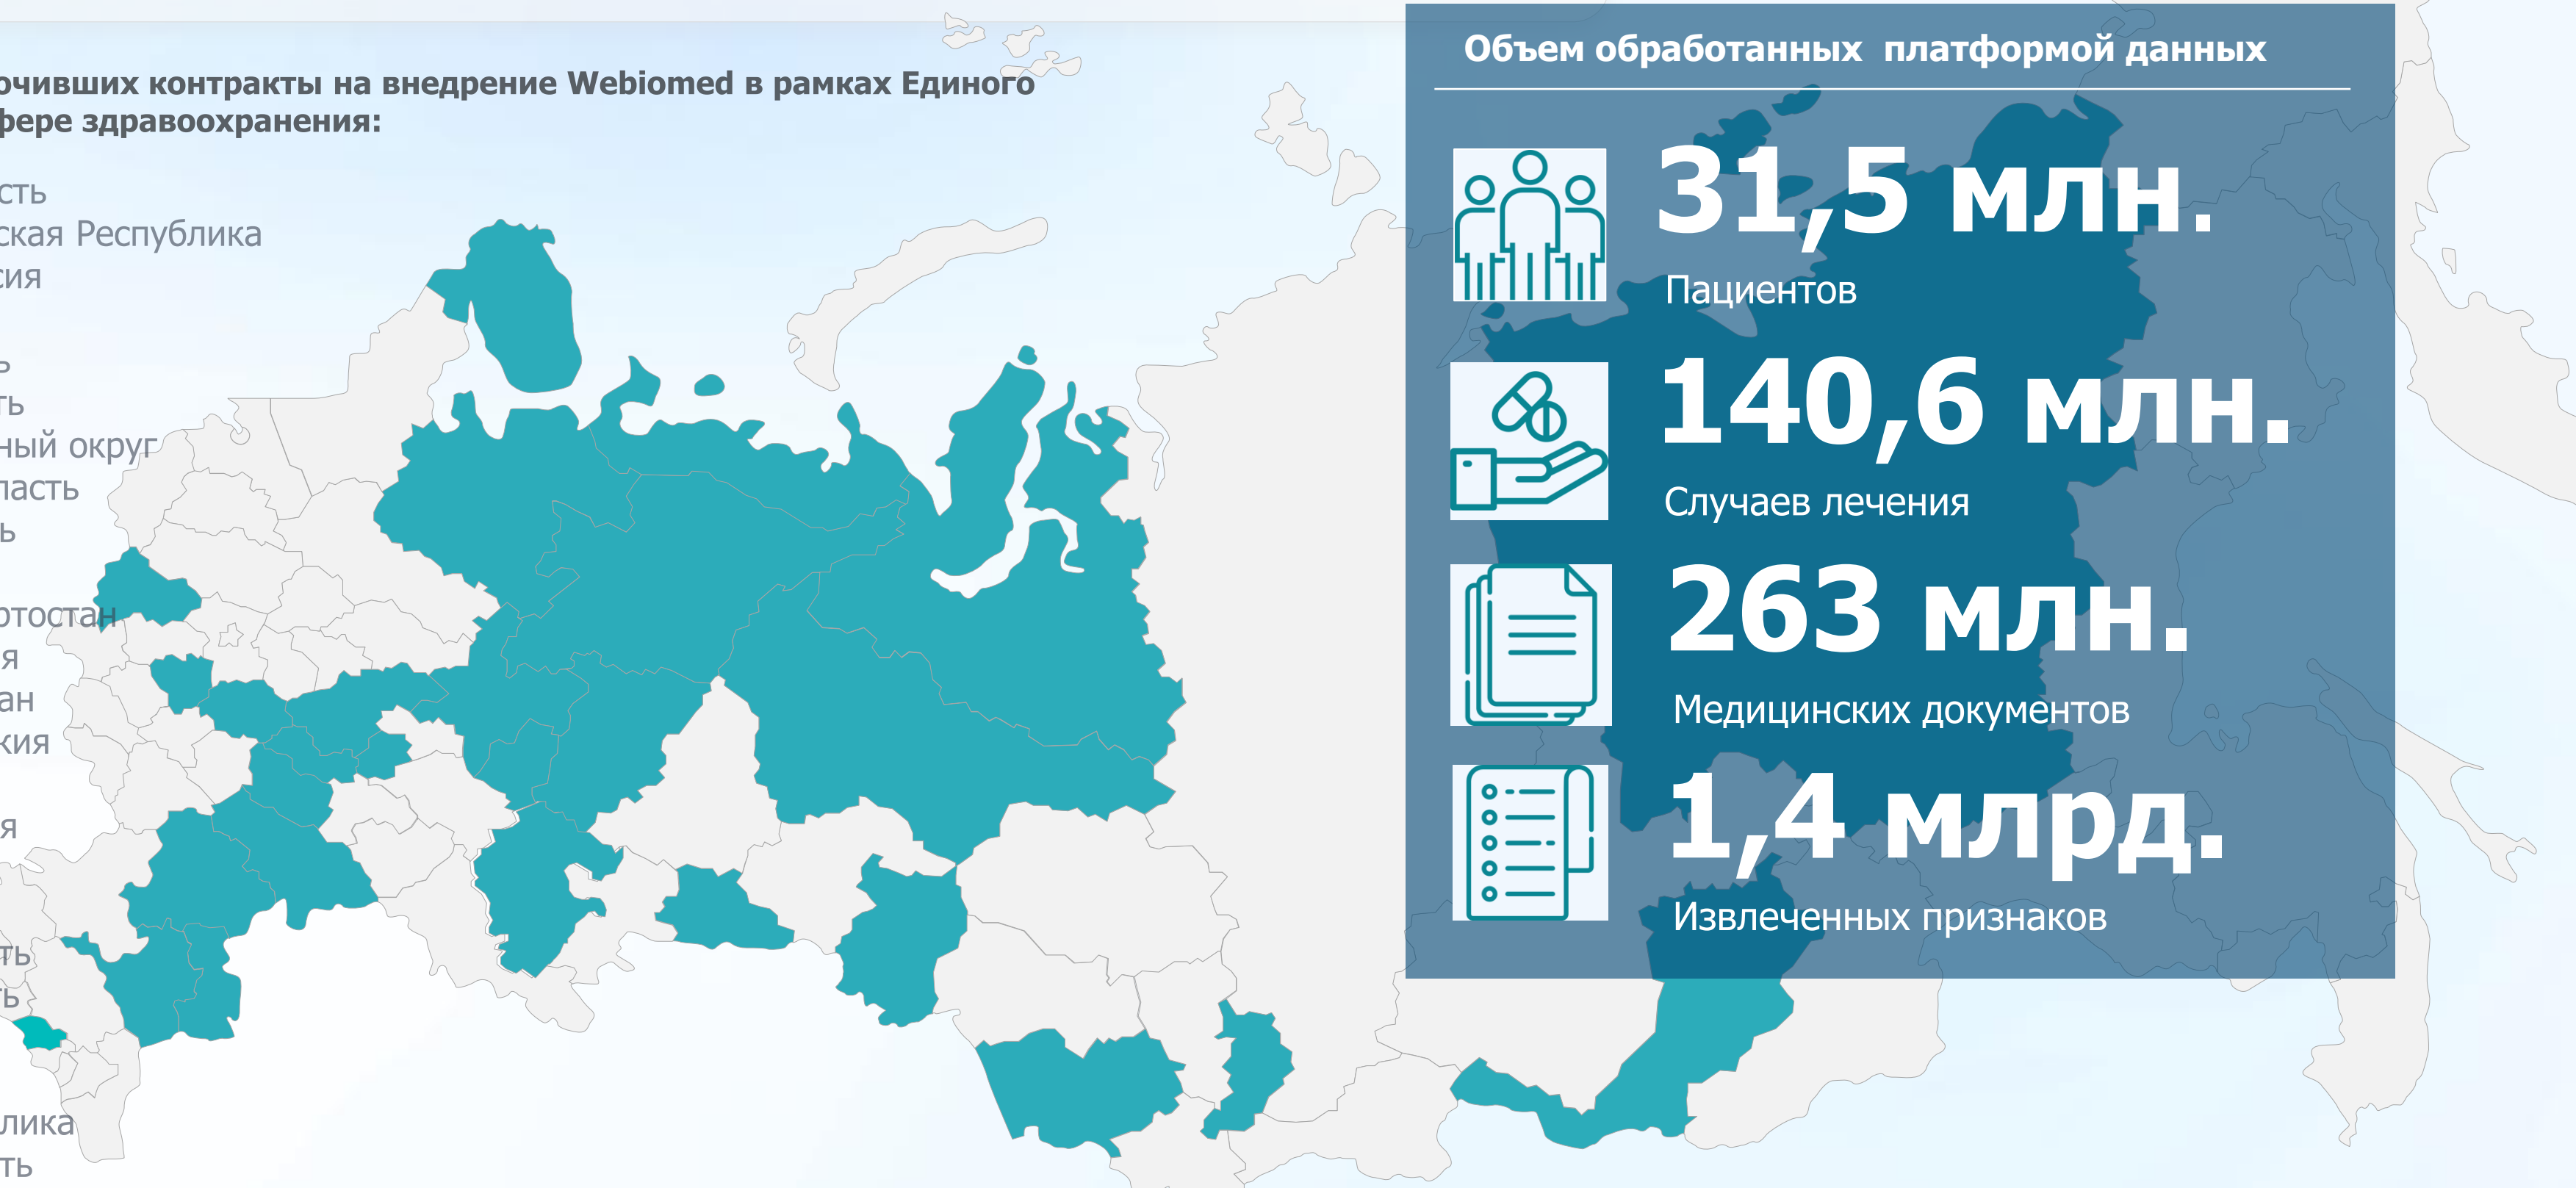 очивших контракты на внедрение Webiomed в рамках Единого
фере здравоохранения:
сть
ская Республика
сия
ь
ть
ный округ
ласть
ь
ртостан
я
ан
кия
я
ть
ть
лика
ть
Объем обработанных платформой данных
31,5 млн.
Пациентов
140,6 млн.
Случаев лечения
263 млн.
Медицинских документов
1,4 млрд.
Извлеченных признаков